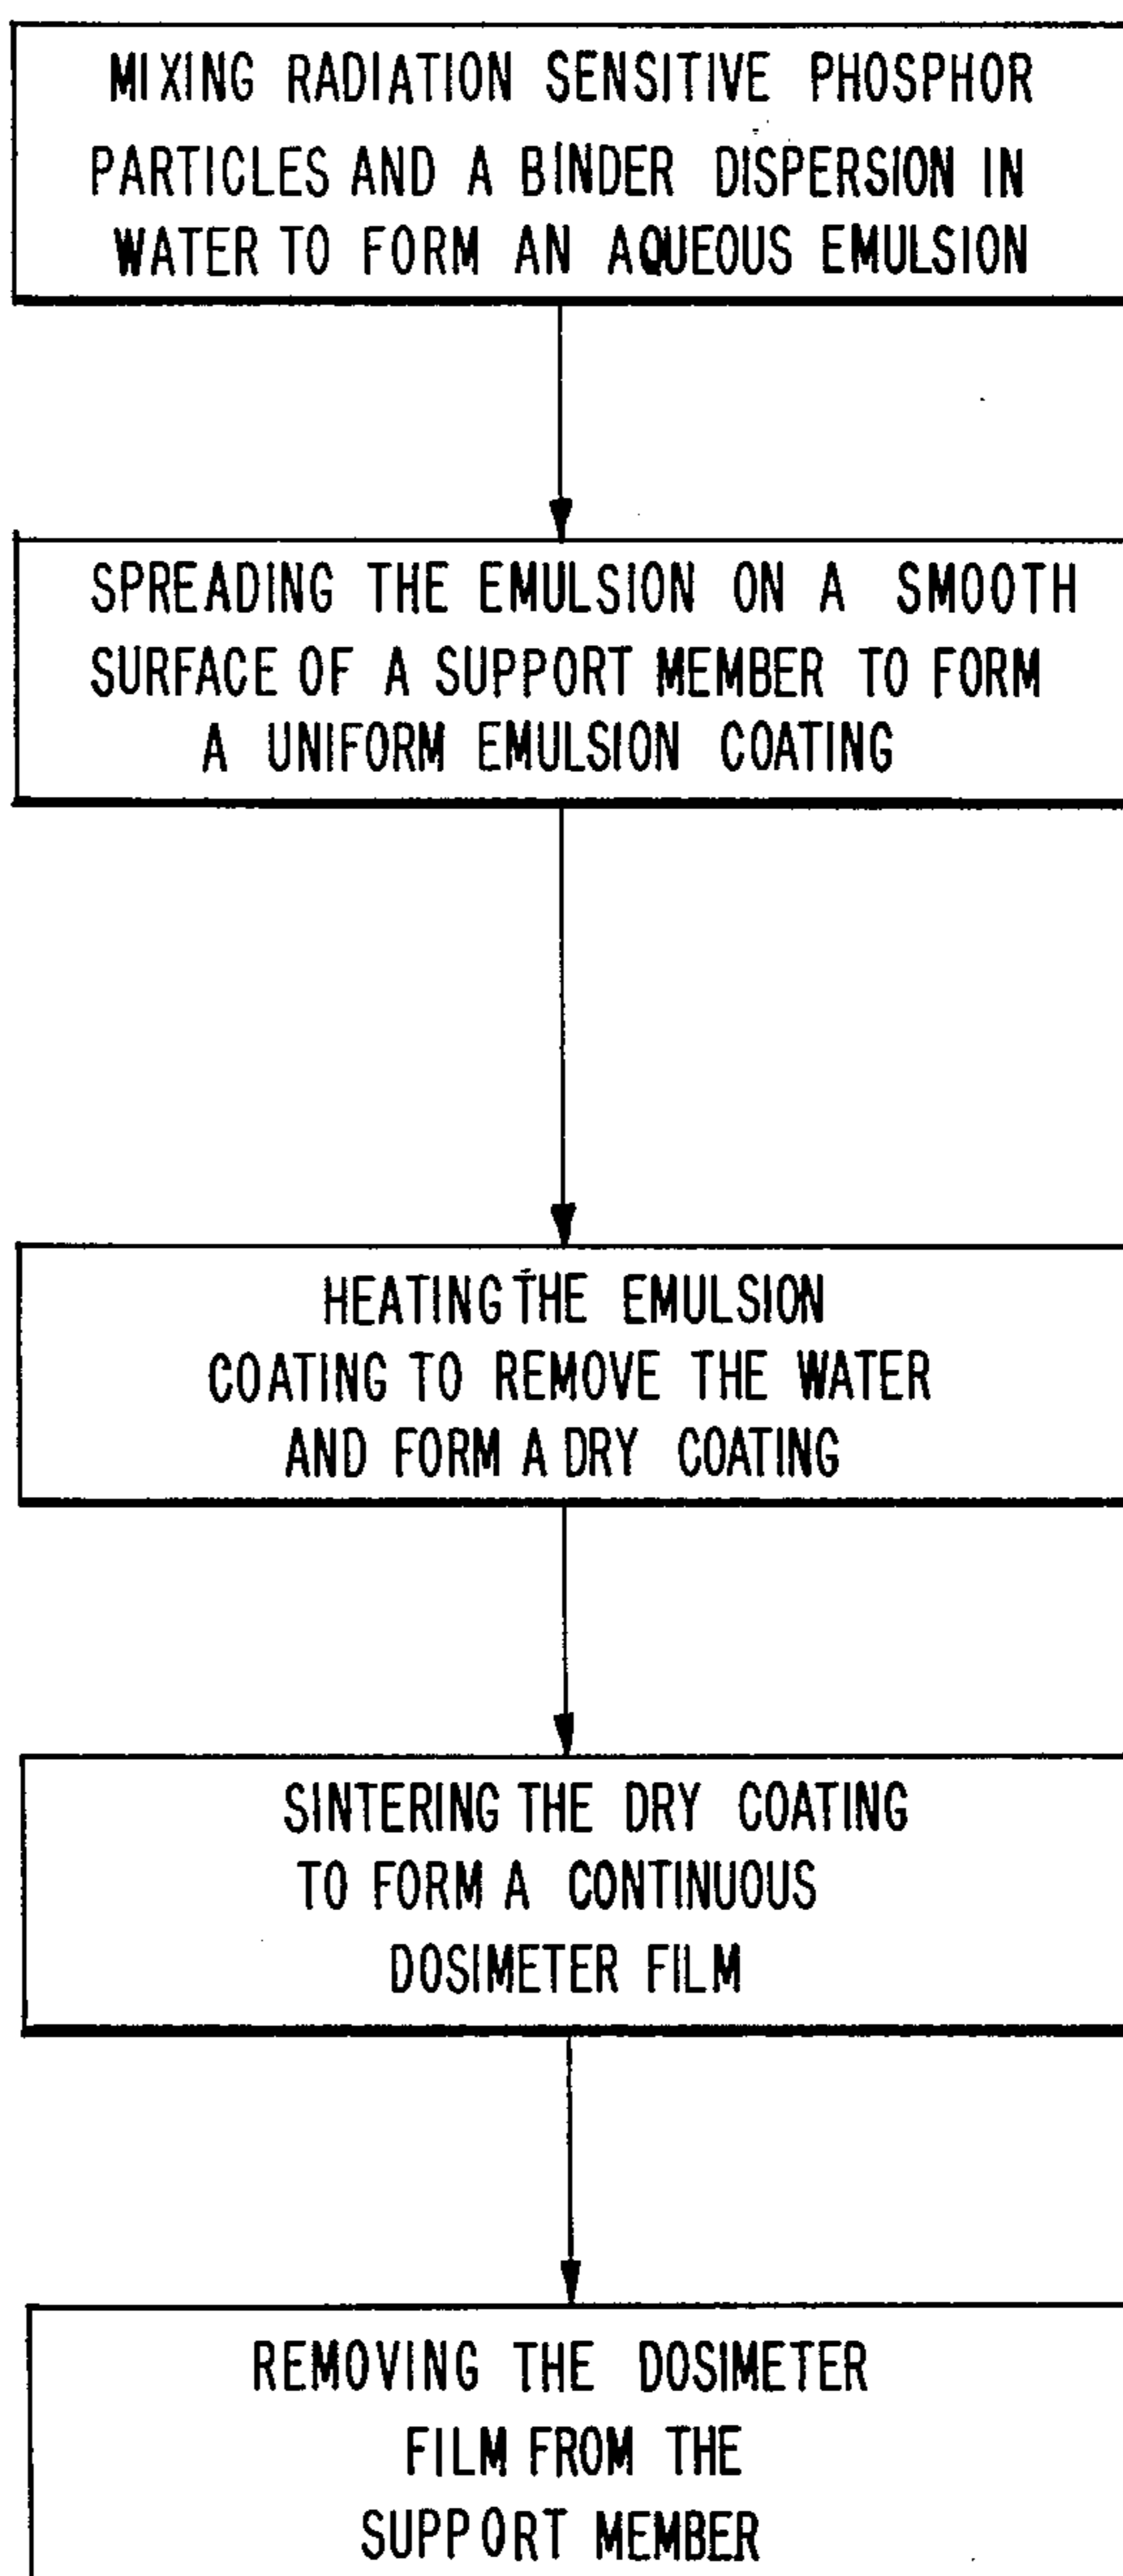 MIXING RADIATION SENSITIVE PHOSPHOR
PARTICLES AND A BINDER DISPERSION IN
WATER TO FORM AN AQUEOUS EMULSION
SPREADING THE EMULSION ON A SMOOTH
SURFACE OF A SUPPORT MEMBER TO FORM
A UNIFORM EMULSION COATING
HEATING THE EMULSION
COATING TO REMOVE THE WATER
AND FORM A DRY COATING
SINTERING THE DRY COATING
TO FORM A CONTINUOUS
DOSIMETER FILM
REMOVING THE DOSIMETER
FILM FROM THE
SUPPORT MEMBER